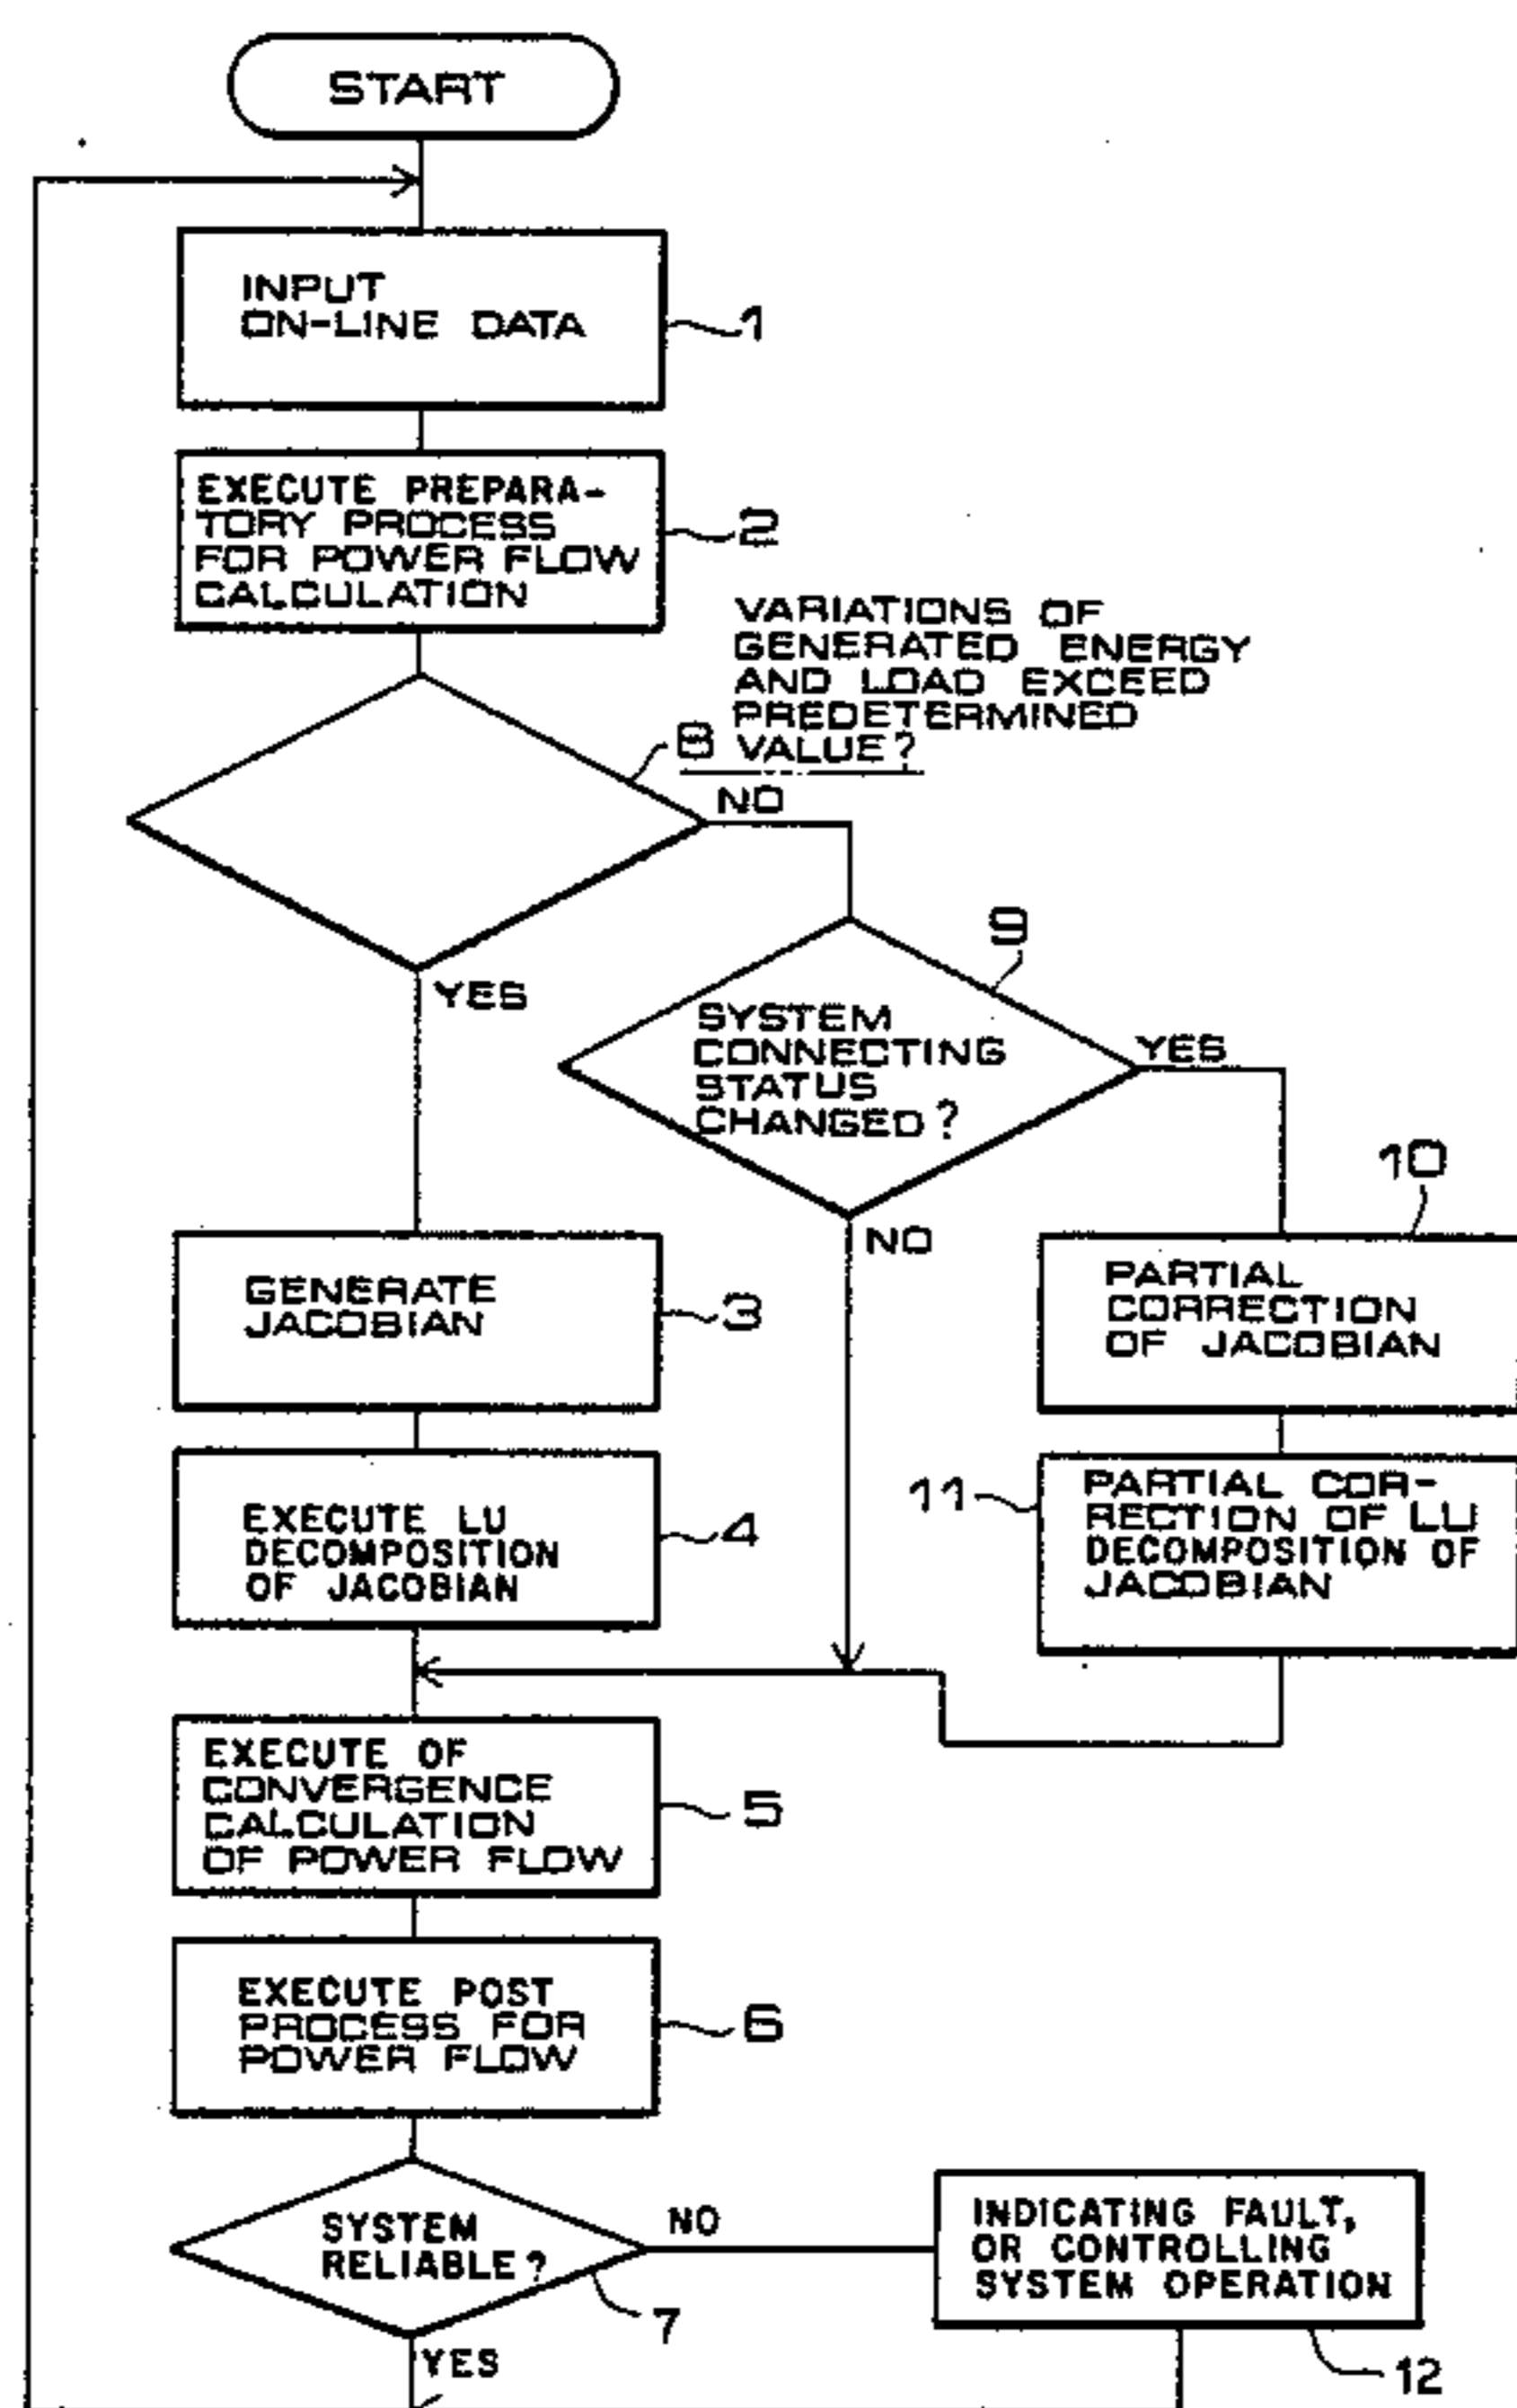 START
INPUT
ON-LINE DATA
1
EXECUTE PREPARA-
TORY PROCESS
FOR POWER FLOW
CALCULATION
2
VARIATIONS OF
GENERATED ENERGY
AND LOAD EXCEED
PREDETERMINED
VALUE?
8
NO
YES
9
SYSTEM
CONNECTING
STATUS
CHANGED?
YES
NO
10
PARTIAL
CORRECTION
OF JACOBIAN
GENERATE
JACOBIAN
3
11
PARTIAL COR-
RECTION OF LU
DECOMPOSITION OF
JACOBIAN
EXECUTE LU
DECOMPOSITION
OF JACOBIAN
4
EXECUTE OF
CONVERGENCE
CALCULATION
OF POWER FLOW
5
EXECUTE POST
PROCESS FOR
POWER FLOW
6
SYSTEM
RELIABLE?
7
NO
YES
INDICATING FAULT,
OR CONTROLLING
SYSTEM OPERATION
12